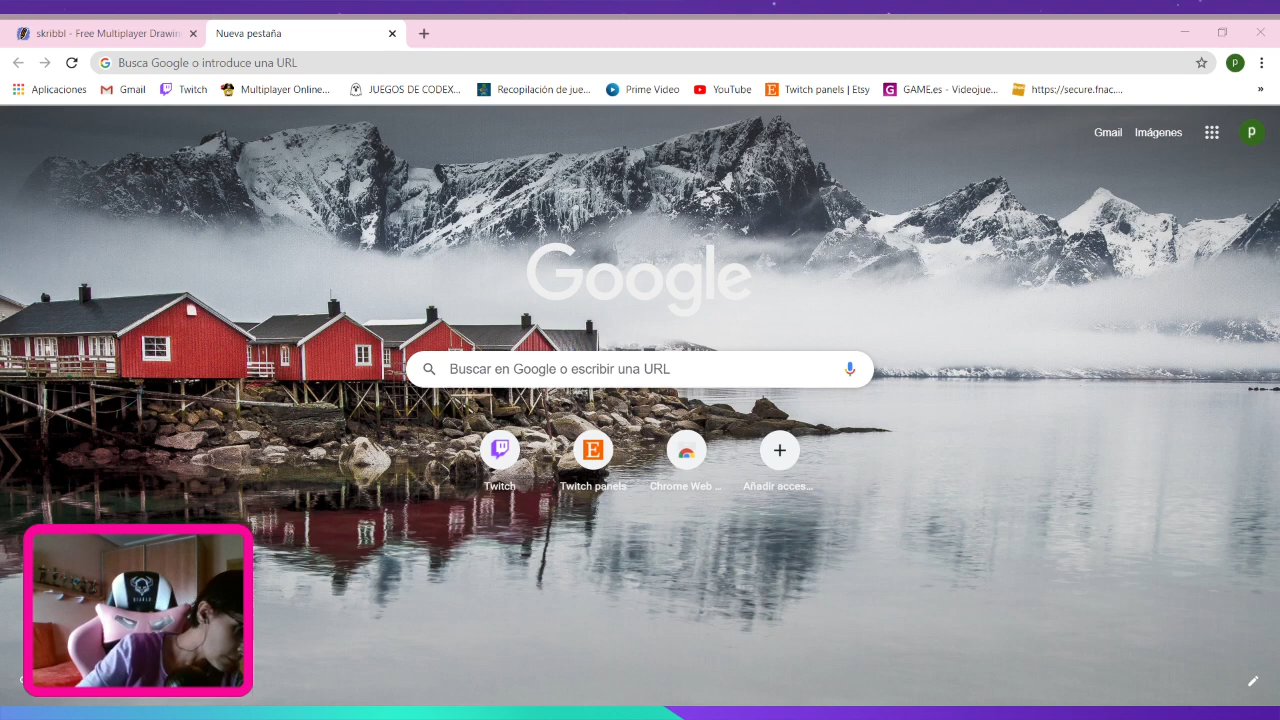 skribbl - Free Multiplayer Drawin
Nueva pestaña
Busca Google o introduce una URL
Aplicaciones
Gmail
Twitch
Multiplayer Online...
JUEGOS DE CODEX...
Recopilación de jue...
Prime Video
YouTube
Twitch panels | Etsy
GAME.es - Videojue...
https://secure.fnac....
»
Gmail
Imágenes
p
p
Google
Buscar en Google o escribir una URL
Twitch
Twitch panels
Chrome Web ...
Añadir acces...
DIABLO